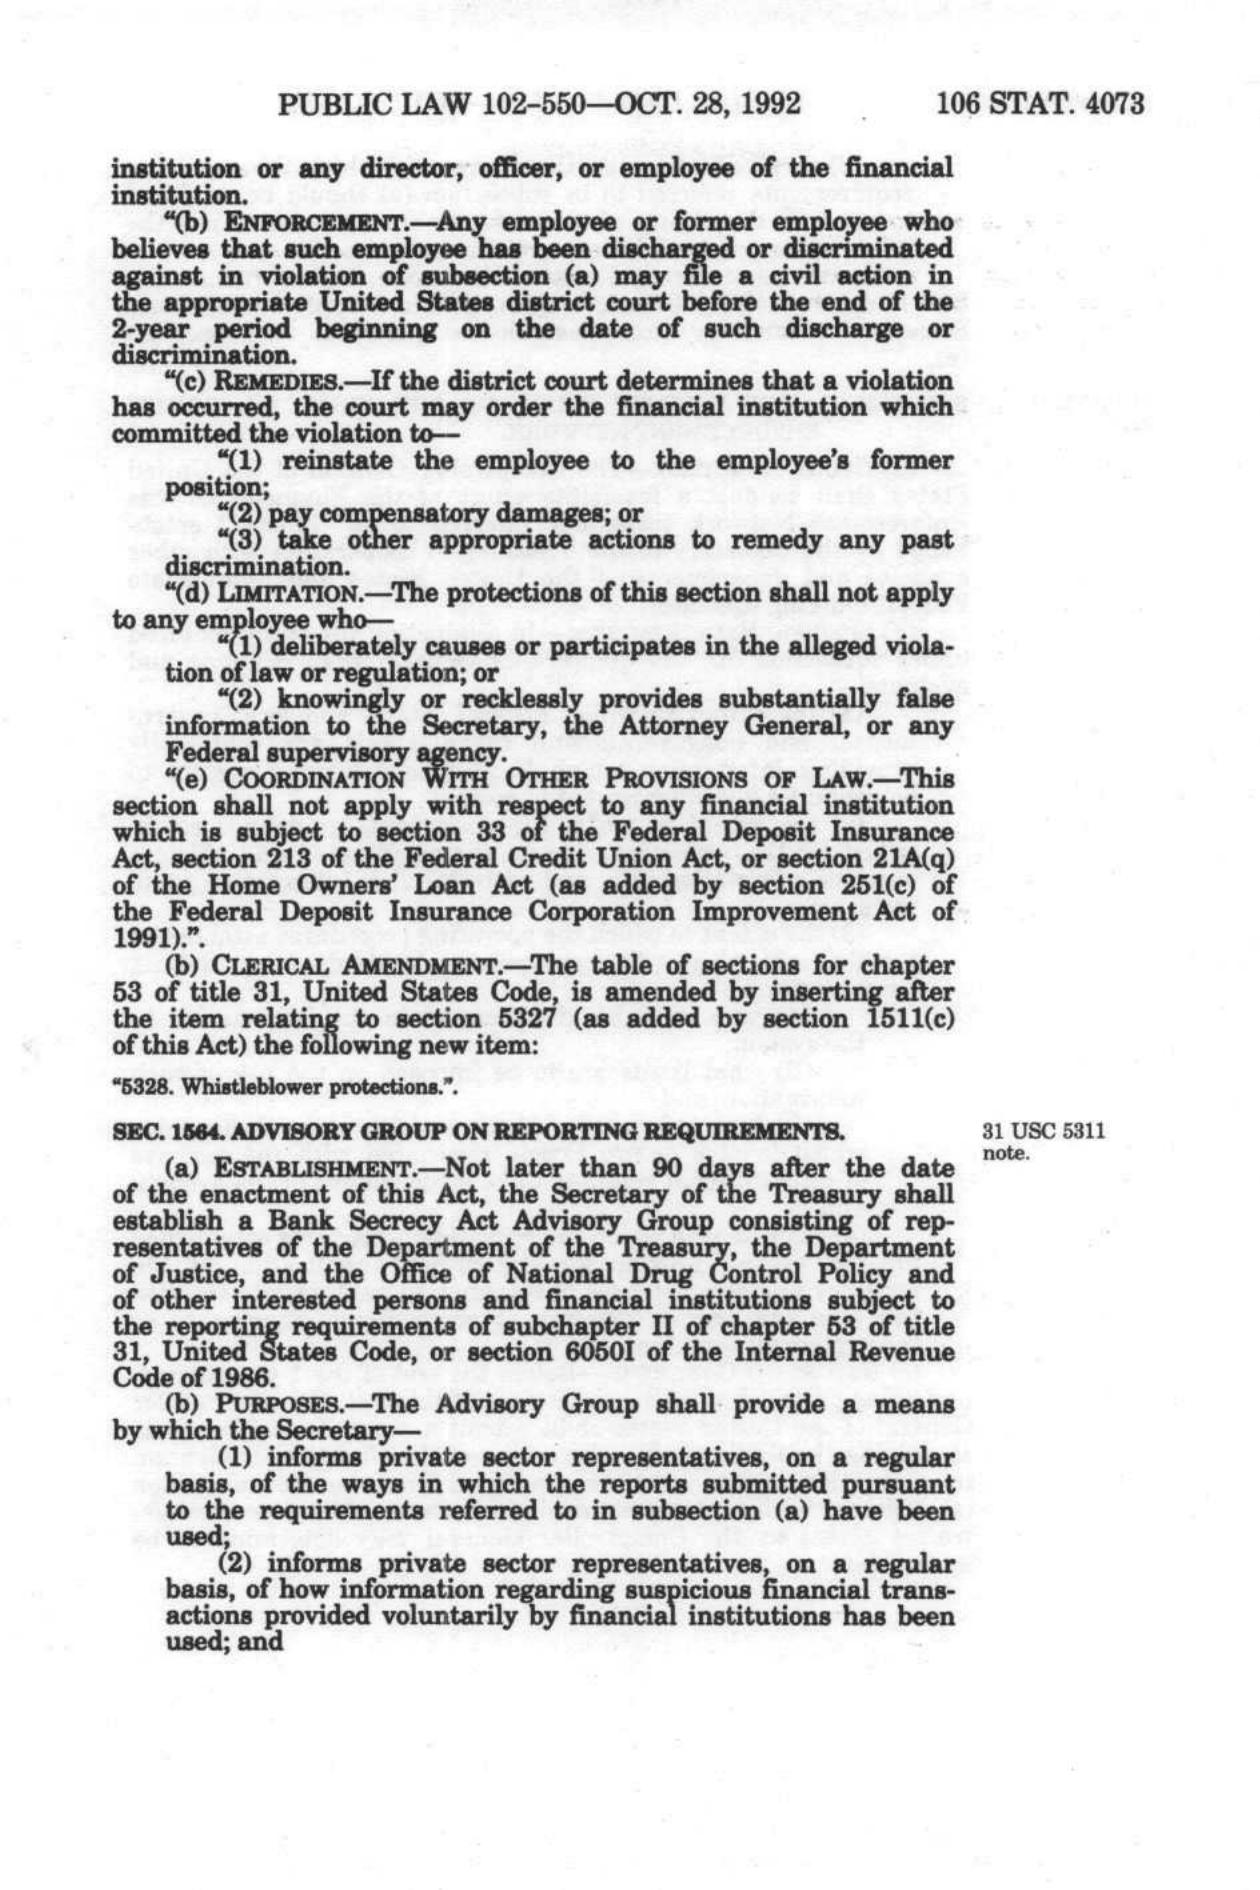 PUBLIC LAW 102–550—OCT. 28, 1992 106 STAT. 4073
institution or any director, officer, or employee of the financial
institution.
“(b) ENFORCEMENT.—Any employee or former employee who
believes that such employee has been discharged or discriminated
against in violation of subsection (a) may file a civil action in
the appropriate United States district court before the end of the
2-year period beginning on the date of such discharge or
discrimination.
“(c) REMEDIES.—If the district court determines that a violation
has occurred, the court may order the financial institution which
committed the violation to—
“(1) reinstate the employee to the employee’s former
position;
“(2) pay compensatory damages; or
“(3) take other appropriate actions to remedy any past
discrimination.
“(d) LIMITATION.—The protections of this section shall not apply
to any employee who—
“(1) deliberately causes or participates in the alleged viola-
tion of law or regulation; or
“(2) knowingly or recklessly provides substantially false
information to the Secretary, the Attorney General, or any
Federal supervisory agency.
“(e) COORDINATION WITH OTHER PROVISIONS OF LAW.—This
section shall not apply with respect to any financial institution
which is subject to section 33 of the Federal Deposit Insurance
Act, section 213 of the Federal Credit Union Act, or section 21A(q)
of the Home Owners’ Loan Act (as added by section 251(c) of
the Federal Deposit Insurance Corporation Improvement Act of
1991).”.
(b) CLERICAL AMENDMENT.—The table of sections for chapter
53 of title 31, United States Code, is amended by inserting after
the item relating to section 5327 (as added by section 1511(c)
of this Act) the following new item:
“5328. Whistleblower protections.”.
SEC. 1564. ADVISORY GROUP ON REPORTING REQUIREMENTS.
31 USC 5311
note.
(a) ESTABLISHMENT.—Not later than 90 days after the date
of the enactment of this Act, the Secretary of the Treasury shall
establish a Bank Secrecy Act Advisory Group consisting of rep-
resentatives of the Department of the Treasury, the Department
of Justice, and the Office of National Drug Control Policy and
of other interested persons and financial institutions subject to
the reporting requirements of subchapter II of chapter 53 of title
31, United States Code, or section 6050I of the Internal Revenue
Code of 1986.
(b) PURPOSES.—The Advisory Group shall provide a means
by which the Secretary—
(1) informs private sector representatives, on a regular
basis, of the ways in which the reports submitted pursuant
to the requirements referred to in subsection (a) have been
used;
(2) informs private sector representatives, on a regular
basis, of how information regarding suspicious financial trans-
actions provided voluntarily by financial institutions has been
used; and